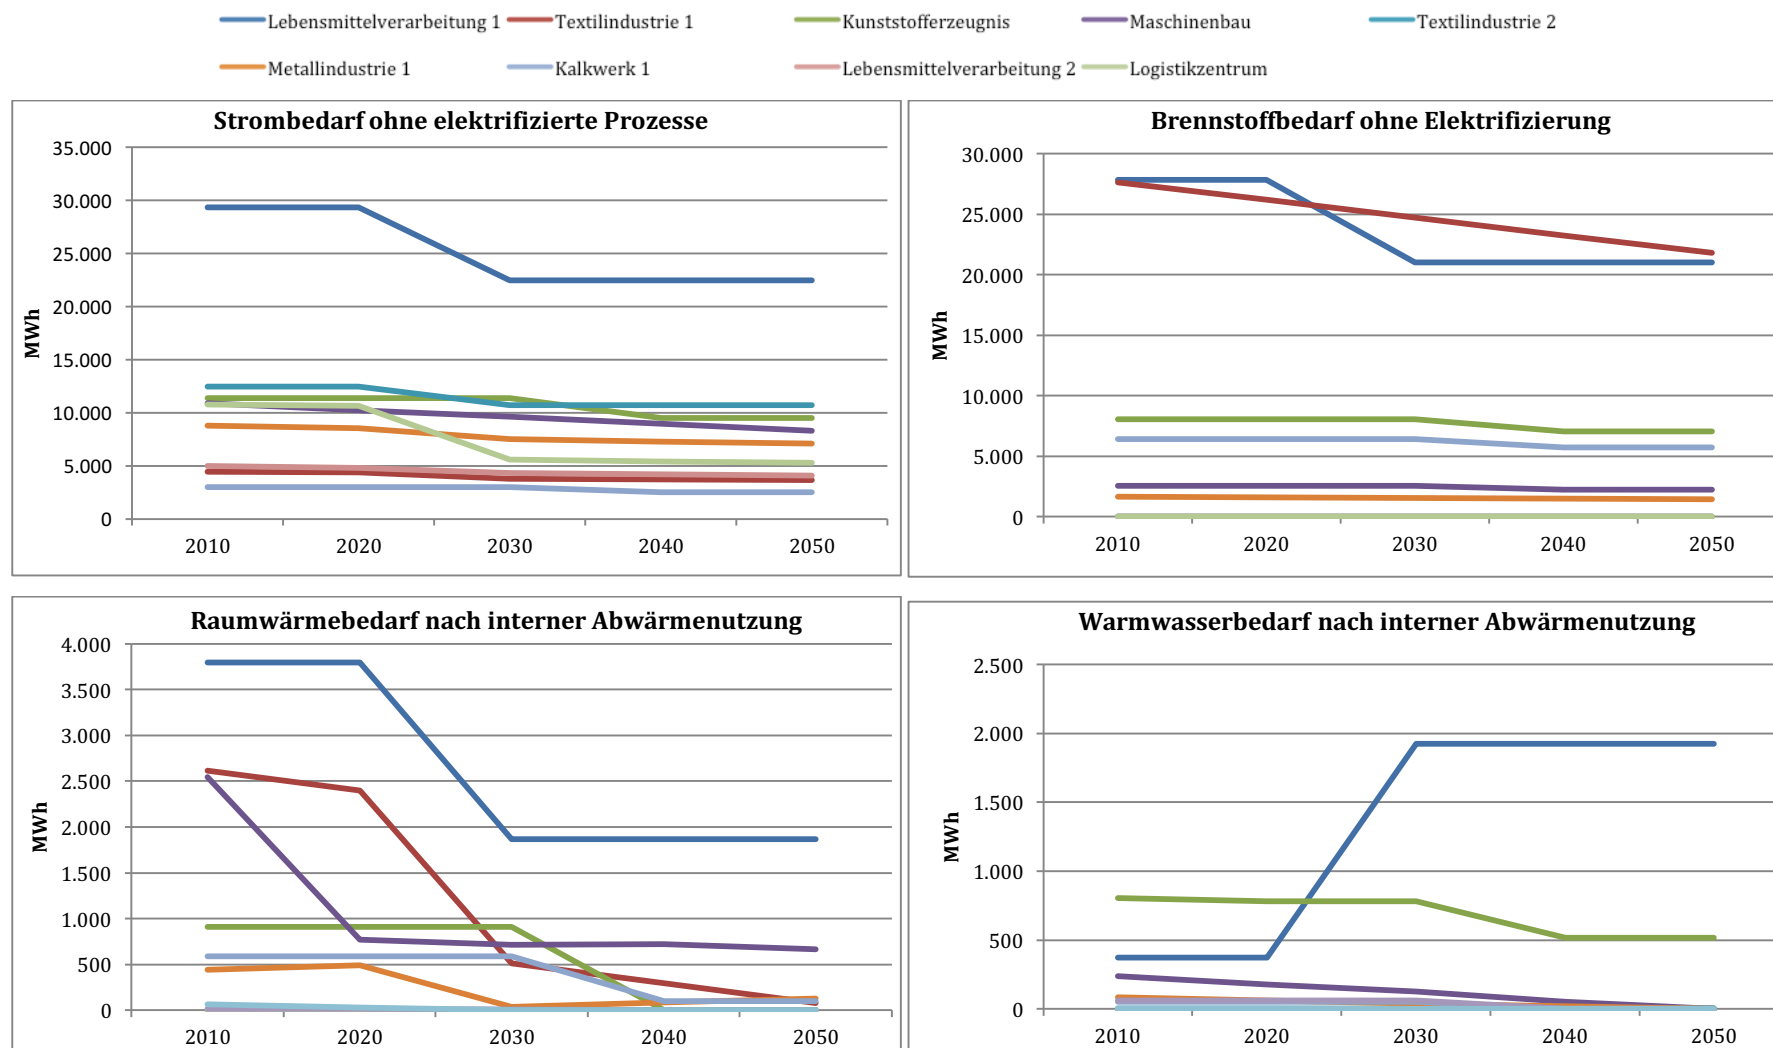 Lebensmittelverarbeitung 1 Textilindustrie 1 Kunststofferzeugnis Maschinenbau Textilindustrie 2
Metallindustrie 1 Kalkwerk 1 Lebensmittelverarbeitung 2 Logistikzentrum
Strombedarf ohne elektrifizierte Prozesse
MWh
35.000
30.000
25.000
20.000
15.000
10.000
5.000
0
2010 2020 2030 2040 2050
Brennstoffbedarf ohne Elektrifizierung
MWh
30.000
25.000
20.000
15.000
10.000
5.000
0
2010 2020 2030 2040 2050
Raumwärmebedarf nach interner Abwärmenutzung
MWh
4.000
3.500
3.000
2.500
2.000
1.500
1.000
500
0
2010 2020 2030 2040 2050
Warmwasserbedarf nach interner Abwärmenutzung
MWh
2.500
2.000
1.500
1.000
500
0
2010 2020 2030 2040 2050